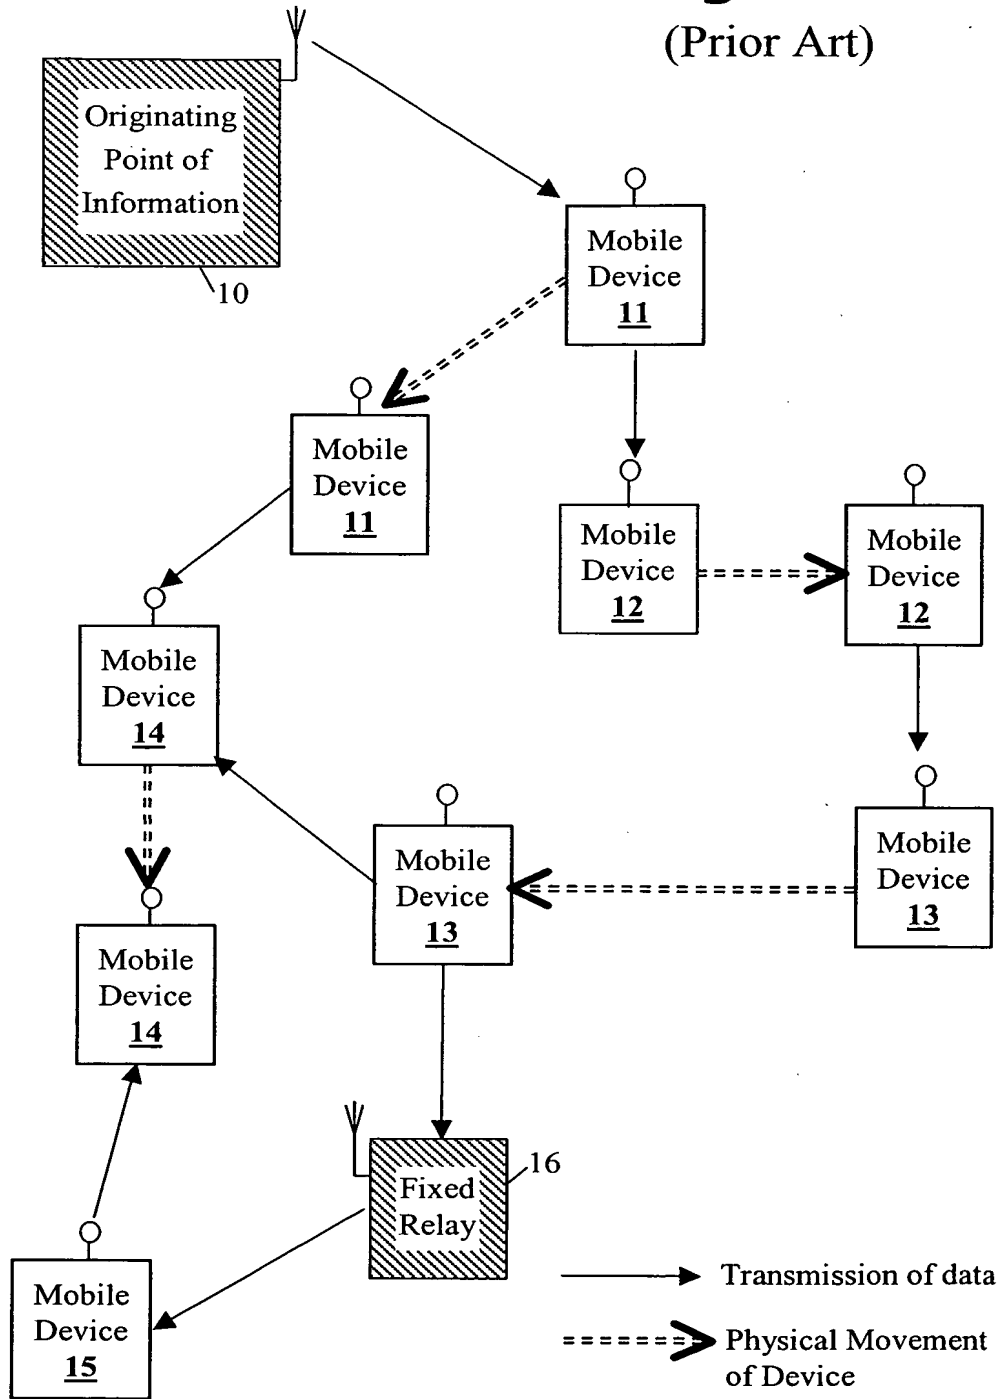 (Prior Art)
Originating
Point of
Information
10
Mobile
Device
11
Mobile
Device
11
Mobile
Device
12
Mobile
Device
12
Mobile
Device
14
Mobile
Device
13
Mobile
Device
13
Mobile
Device
14
Fixed
Relay
16
Mobile
Device
15
Transmission of data
Physical Movement
of Device